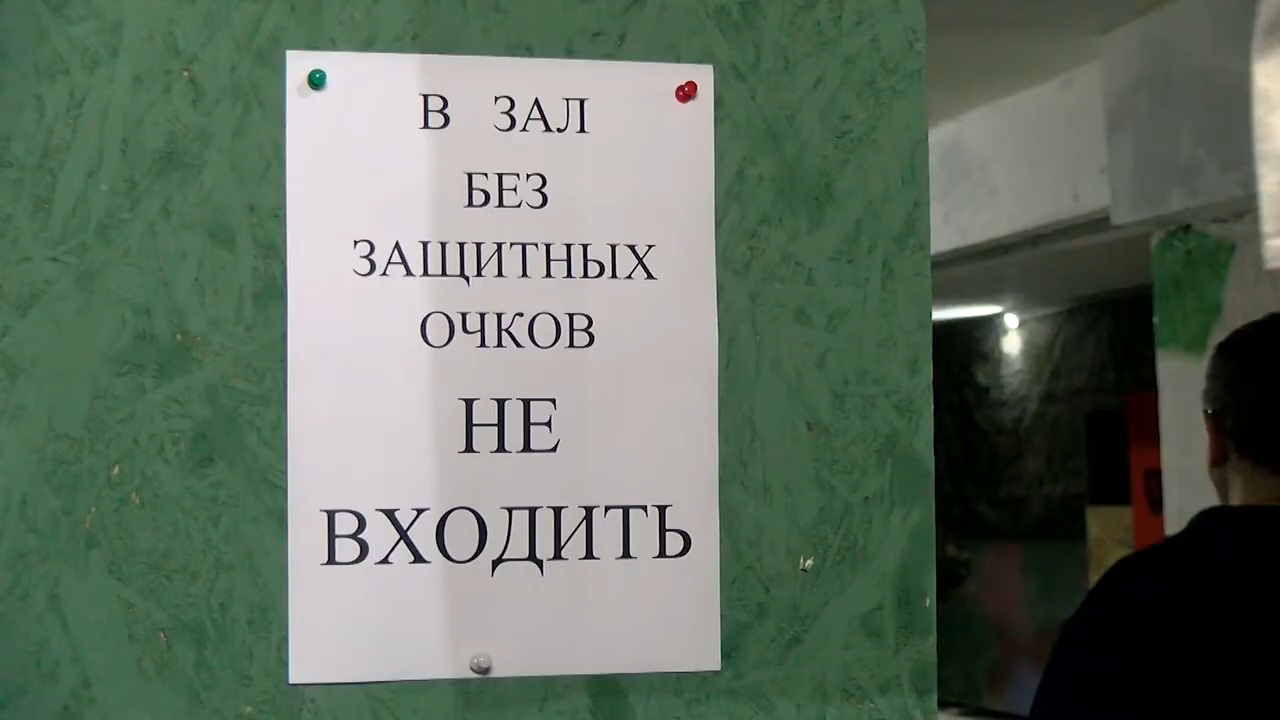 В ЗАЛ
БЕЗ
ЗАЩИТНЫХ
ОЧКОВ
НЕ
ВХОДИТЬ